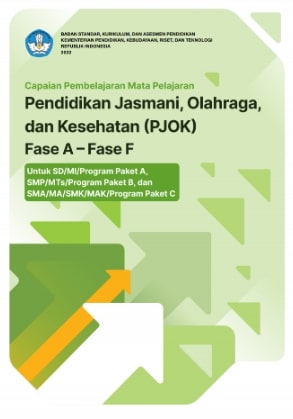 BADAN STANDAR, KURIKULUM, DAN ASESMEN PENDIDIKAN
KEMENTERIAN PENDIDIKAN, KEBUDAYAAN, RISET, DAN TEKNOLOGI
REPUBLIK INDONESIA
2022
Capaian Pembelajaran Mata Pelajaran
Pendidikan Jasmani, Olahraga,
dan Kesehatan (PJOK)
Fase A – Fase F
Untuk SD/MI/Program Paket A,
SMP/MTs/Program Paket B, dan
SMA/MA/SMK/MAK/Program Paket C